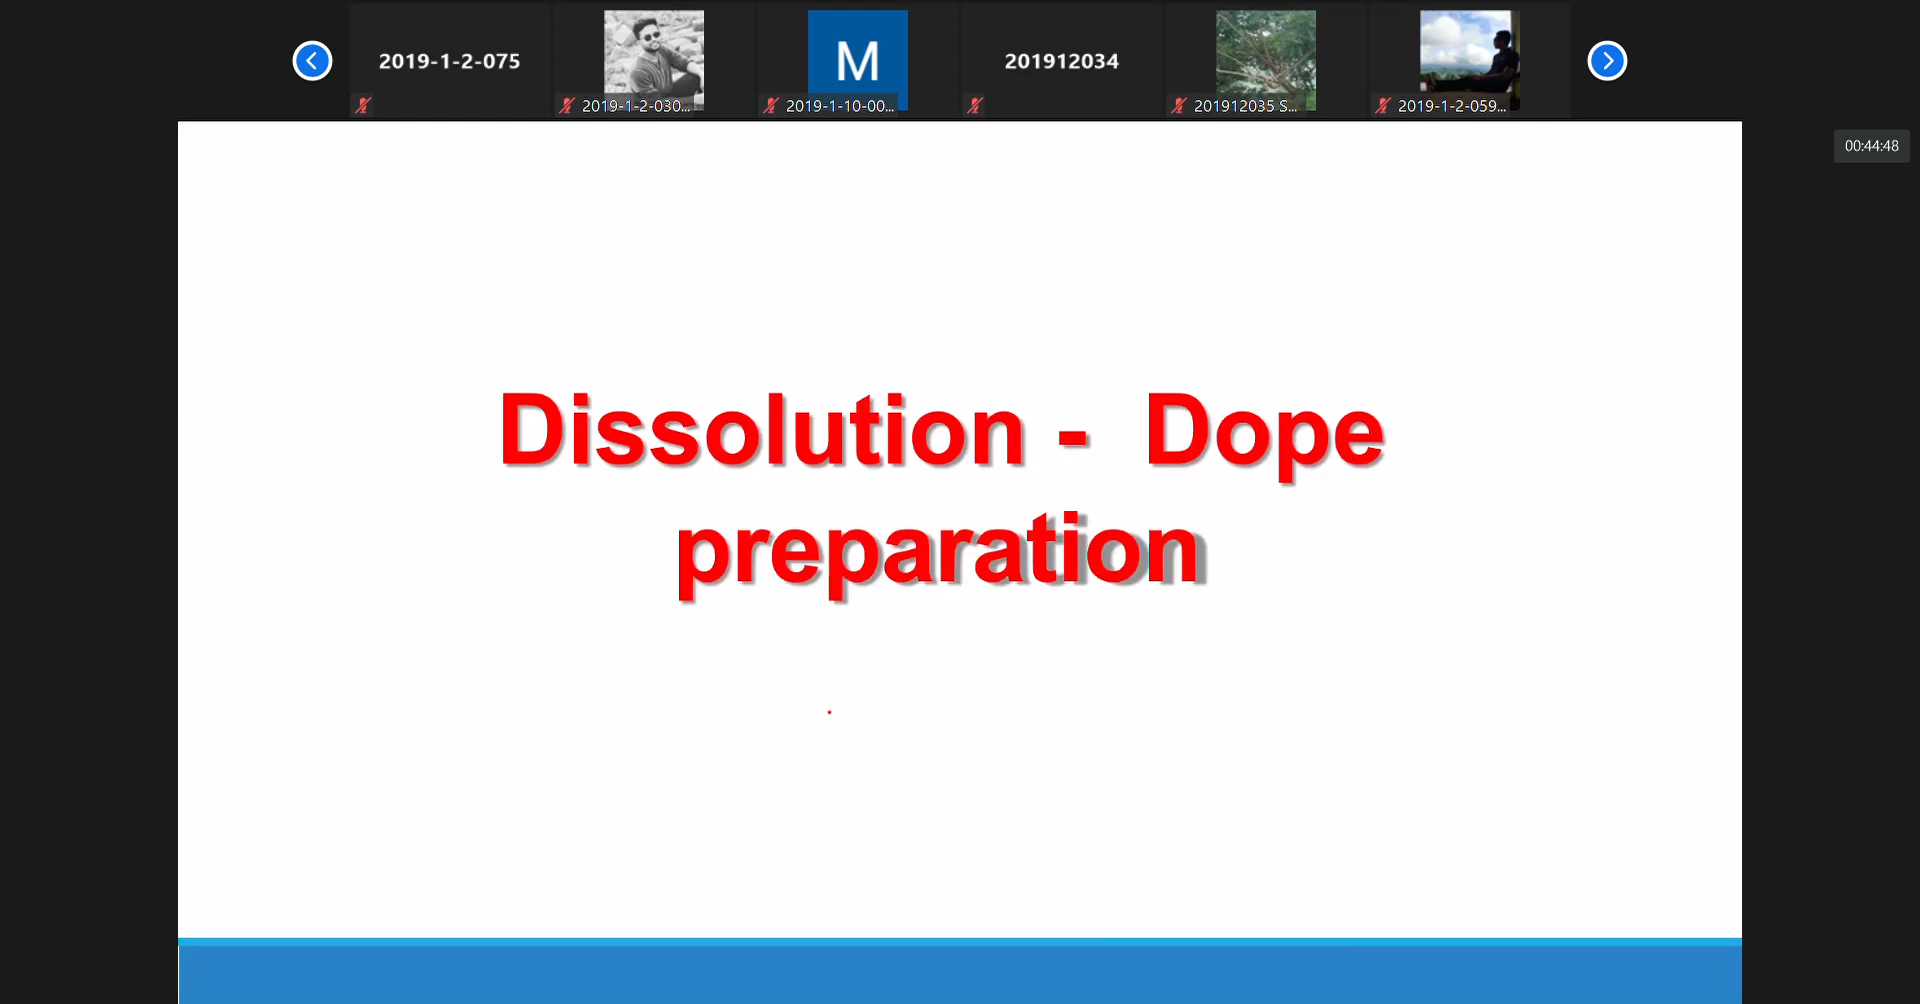 2019-1-2-075
2019-1-2-030...
M
2019-1-10-00...
201912034
201912035 S...
2019-1-2-059...
00:44:48
Dissolution - Dope
preparation